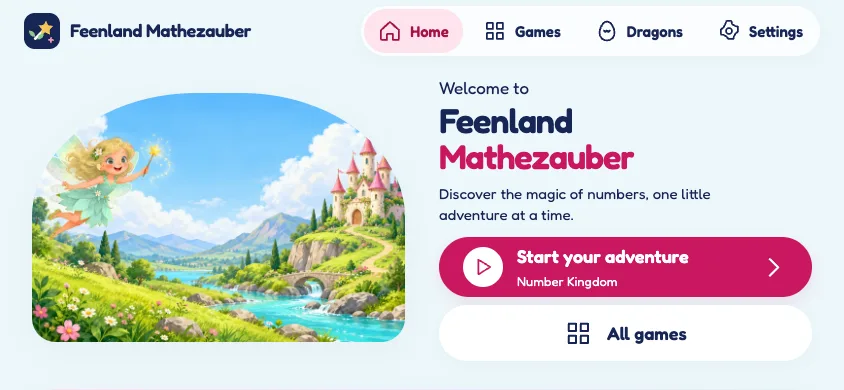 Feenland Mathezauber
Home
Games
Dragons
Settings
Welcome to
Feenland
Mathezauber
Discover the magic of numbers, one little
adventure at a time.
Start your adventure
Number Kingdom
All games